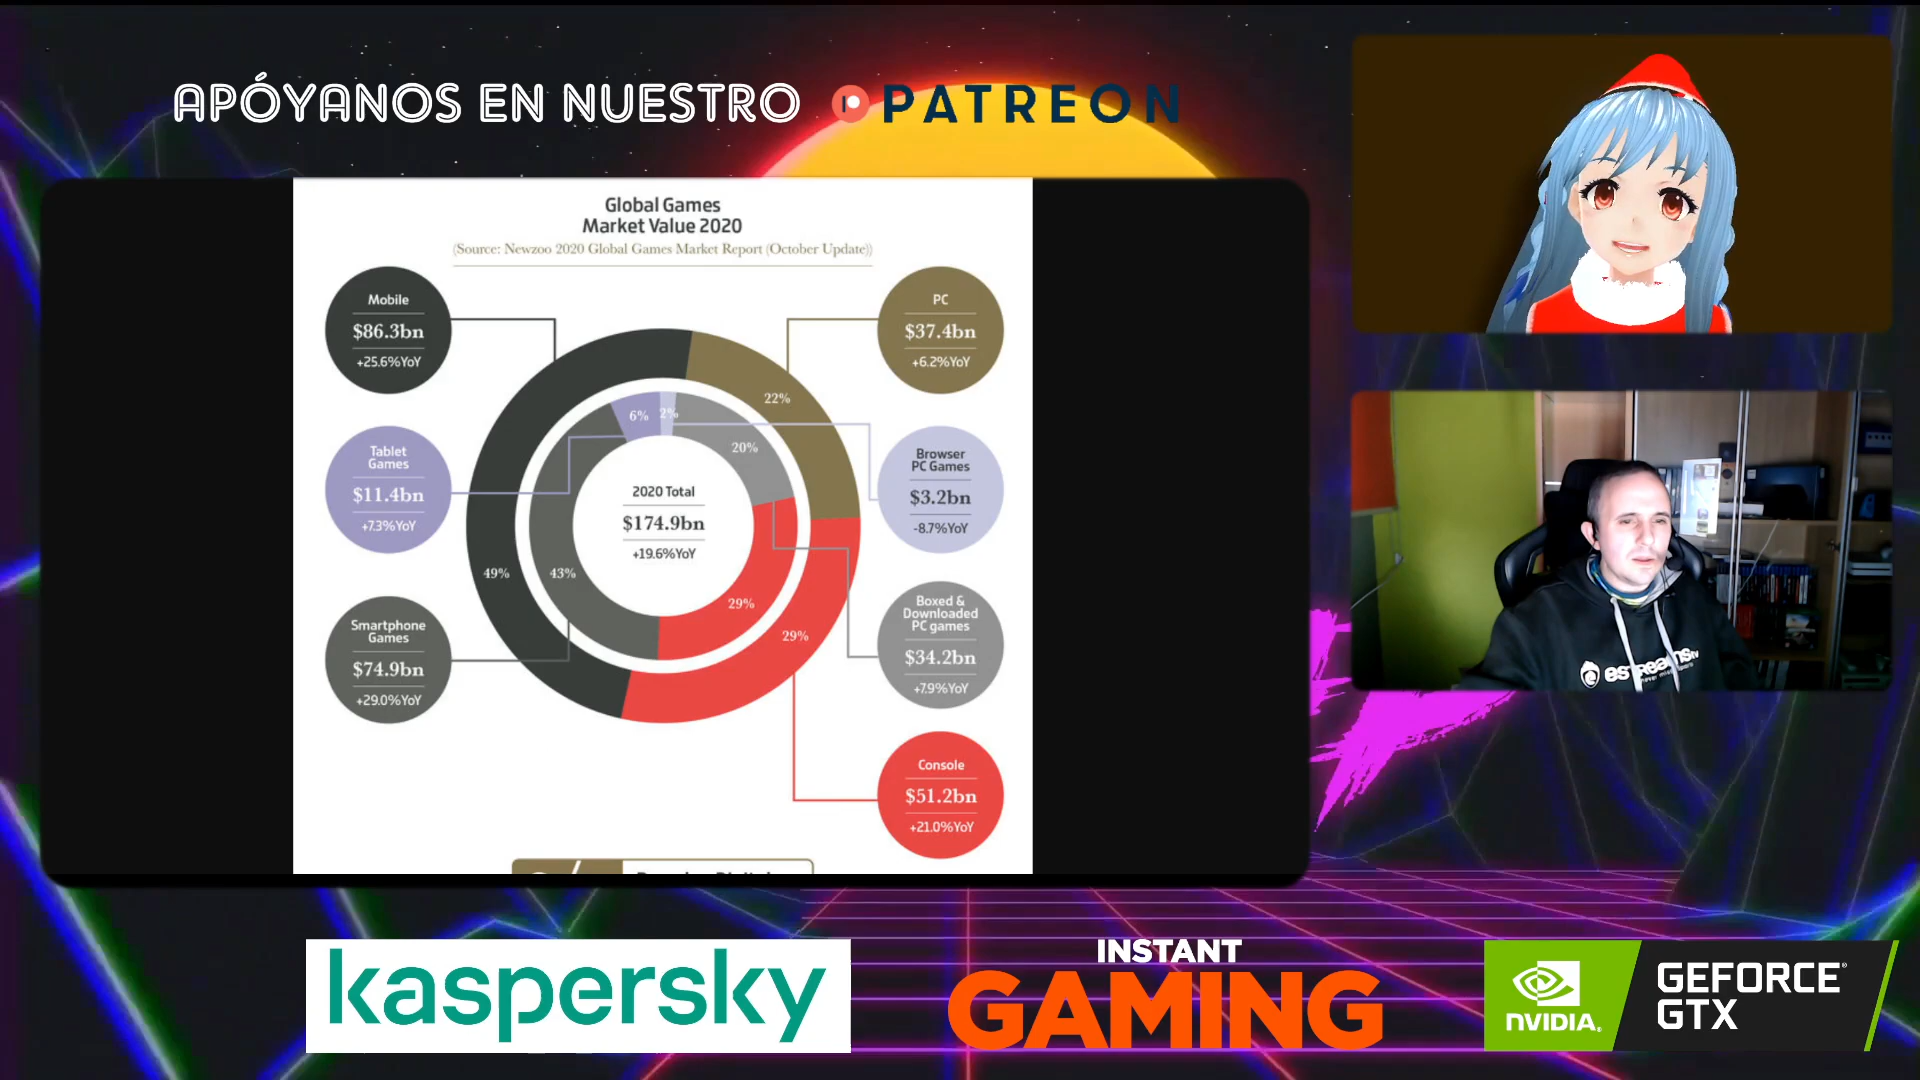 APÓYANOS EN NUESTRO PATREON
Global Games
Market Value 2020
(Source: Newzoo 2020 Global Games Market Report (October Update))
Mobile
$86.3bn
+25.6%YoY
PC
$37.4bn
+6.2%YoY
22%
6%
2%
20%
Tablet
Games
$11.4bn
+7.3%YoY
Browser
PC Games
$3.2bn
-8.7%YoY
2020 Total
$174.9bn
+19.6%YoY
49%
43%
29%
29%
Smartphone
Games
$74.9bn
+29.0%YoY
Boxed &
Downloaded
PC games
$34.2bn
+7.9%YoY
Console
$51.2bn
+21.0%YoY
estreams tv
kaspersky
INSTANT
GAMING
NVIDIA.
GEFORCE®
GTX